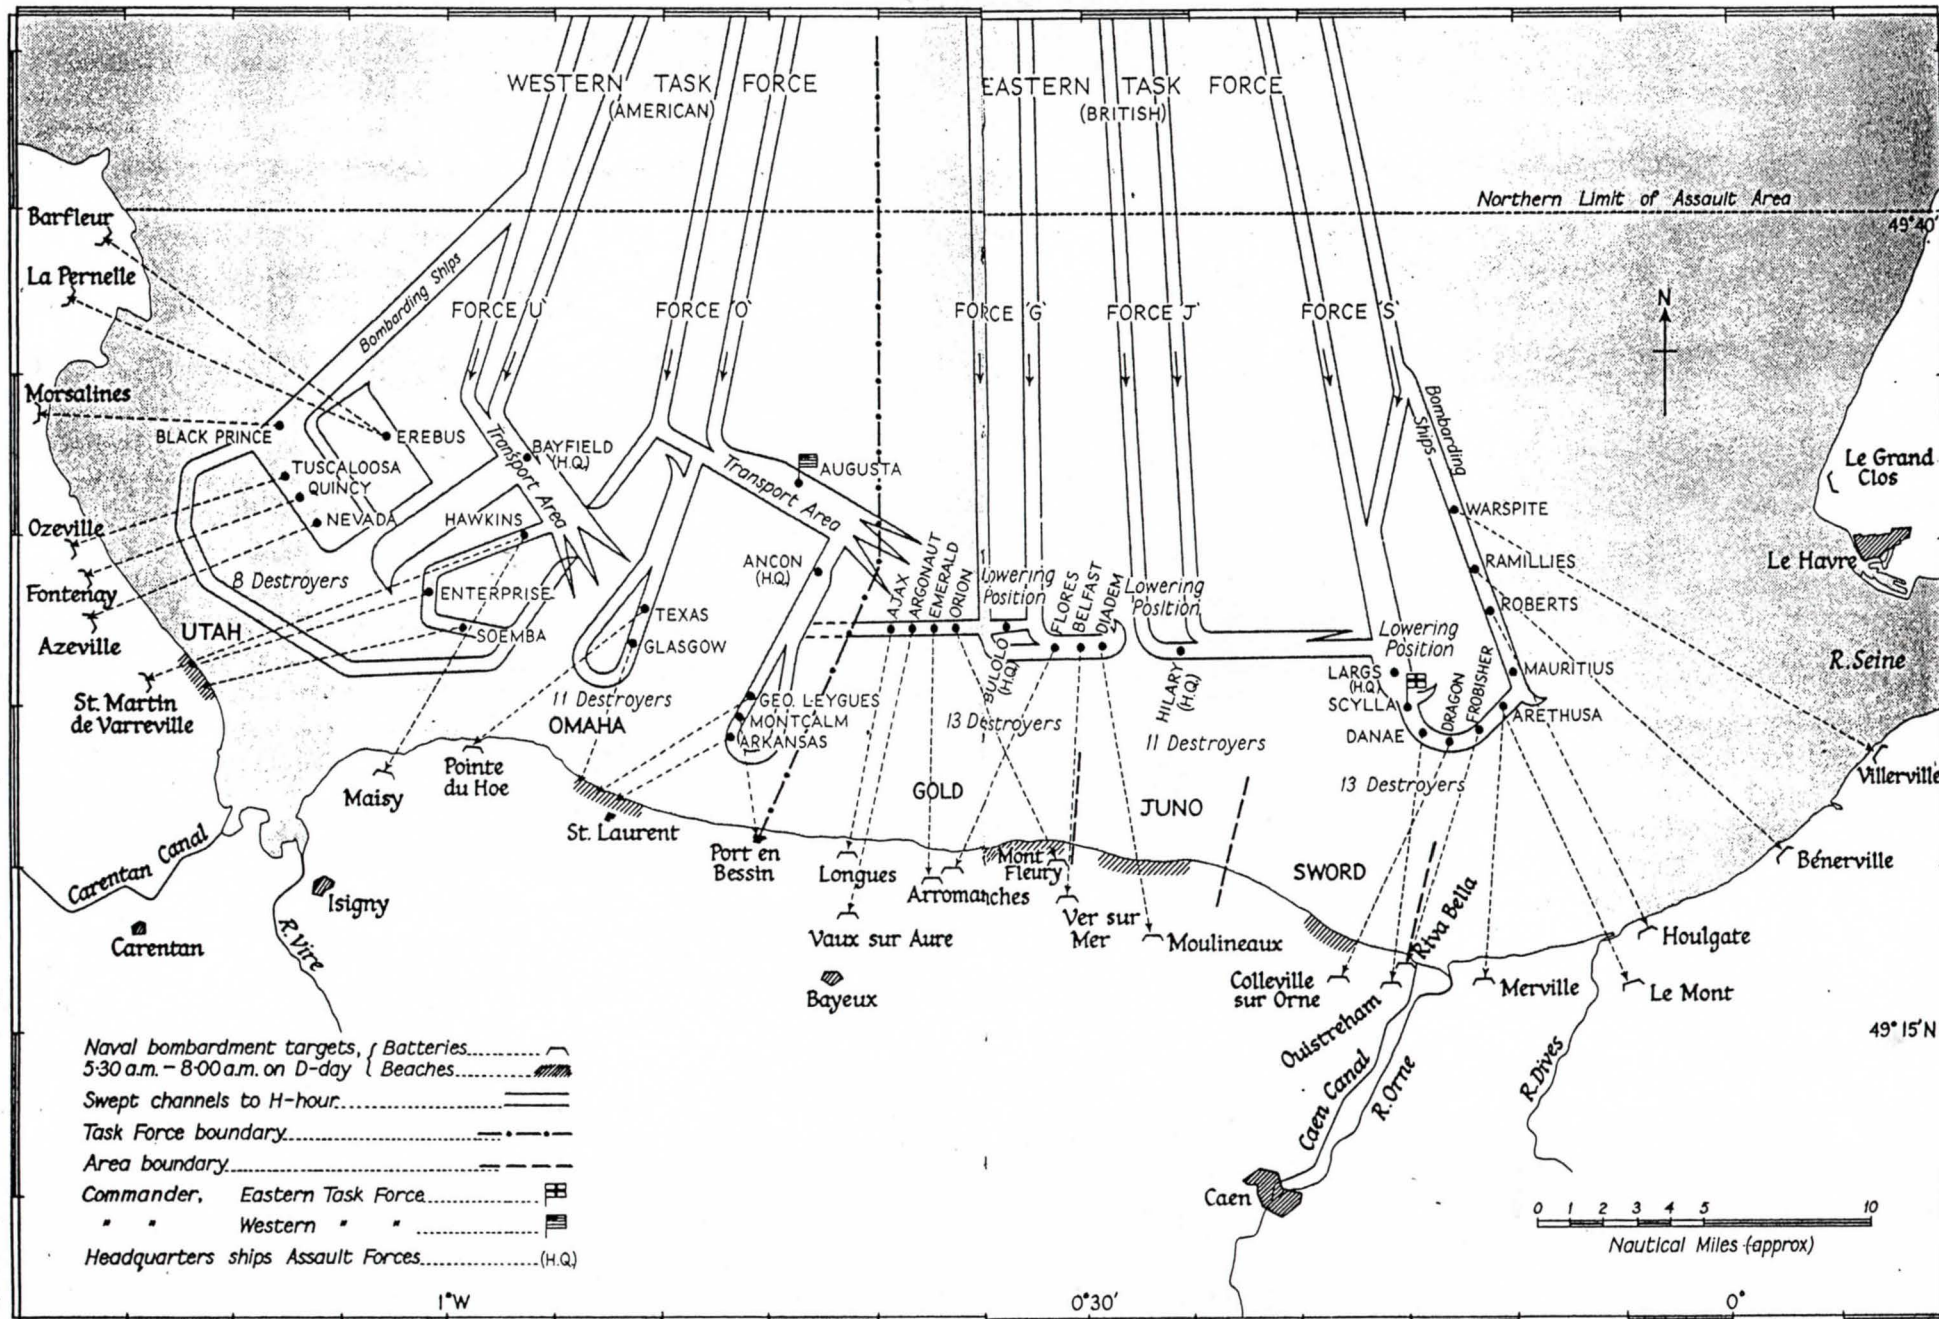 WESTERN TASK FORCE
(AMERICAN)
EASTERN TASK FORCE
(BRITISH)
Northern Limit of Assault Area
49°40'
Barfleur
La Pernelle
Morsalines
Ozeville
Fontenay
Azeville
St. Martin
de Varreville
UTAH
Bombarding Ships
FORCE 'U'
FORCE 'O'
FORCE 'G'
FORCE 'J'
FORCE 'S'
N
BLACK PRINCE
EREBUS
TUSCALOOSA
QUINCY
NEVADA
8 Destroyers
Transport Area
BAYFIELD
(H.Q.)
HAWKINS
ENTERPRISE
SOEMBA
Transport Area
AUGUSTA
ANCON
(H.Q.)
TEXAS
GLASGOW
11 Destroyers
OMAHA
GEO. LEYGUES
MONTCALM
ARKANSAS
AJAX
ARGONAUT
EMERALD
ORION
Lowering
Position
BULOLO
(H.Q.)
13 Destroyers
GOLD
FLORES
BELFAST
DIADEM
Lowering
Position
HILARY
(H.Q.)
11 Destroyers
JUNO
Bombarding
Ships
WARSPITE
RAMILLIES
ROBERTS
MAURITIUS
ARETHUSA
Lowering
Position
LARGS
(H.Q.)
SCYLLA
DANAE
DRAGON
FROBISHER
13 Destroyers
SWORD
Le Grand
Clos
Le Havre
R. Seine
Villerville
Bénerville
Houlgate
Le Mont
Merville
Riva Bella
Ouistreham
Colleville
sur Orne
Moulineaux
Ver sur
Mer
Mont
Fleury
Arromanches
Longues
Vaux sur Aure
Bayeux
Port en
Bessin
St. Laurent
Pointe
du Hoe
Maisy
Isigny
R. Vire
Carentan Canal
Carentan
Caen Canal
R. Orne
R. Dives
Caen
49°15'N
Naval bombardment targets, { Batteries
5·30 a.m. – 8·00 a.m. on D-day { Beaches
Swept channels to H-hour
Task Force boundary
Area boundary
Commander, Eastern Task Force
" " Western " "
Headquarters ships Assault Forces (H.Q.)
0 1 2 3 4 5 10
Nautical Miles (approx)
1°W
0°30'
0°